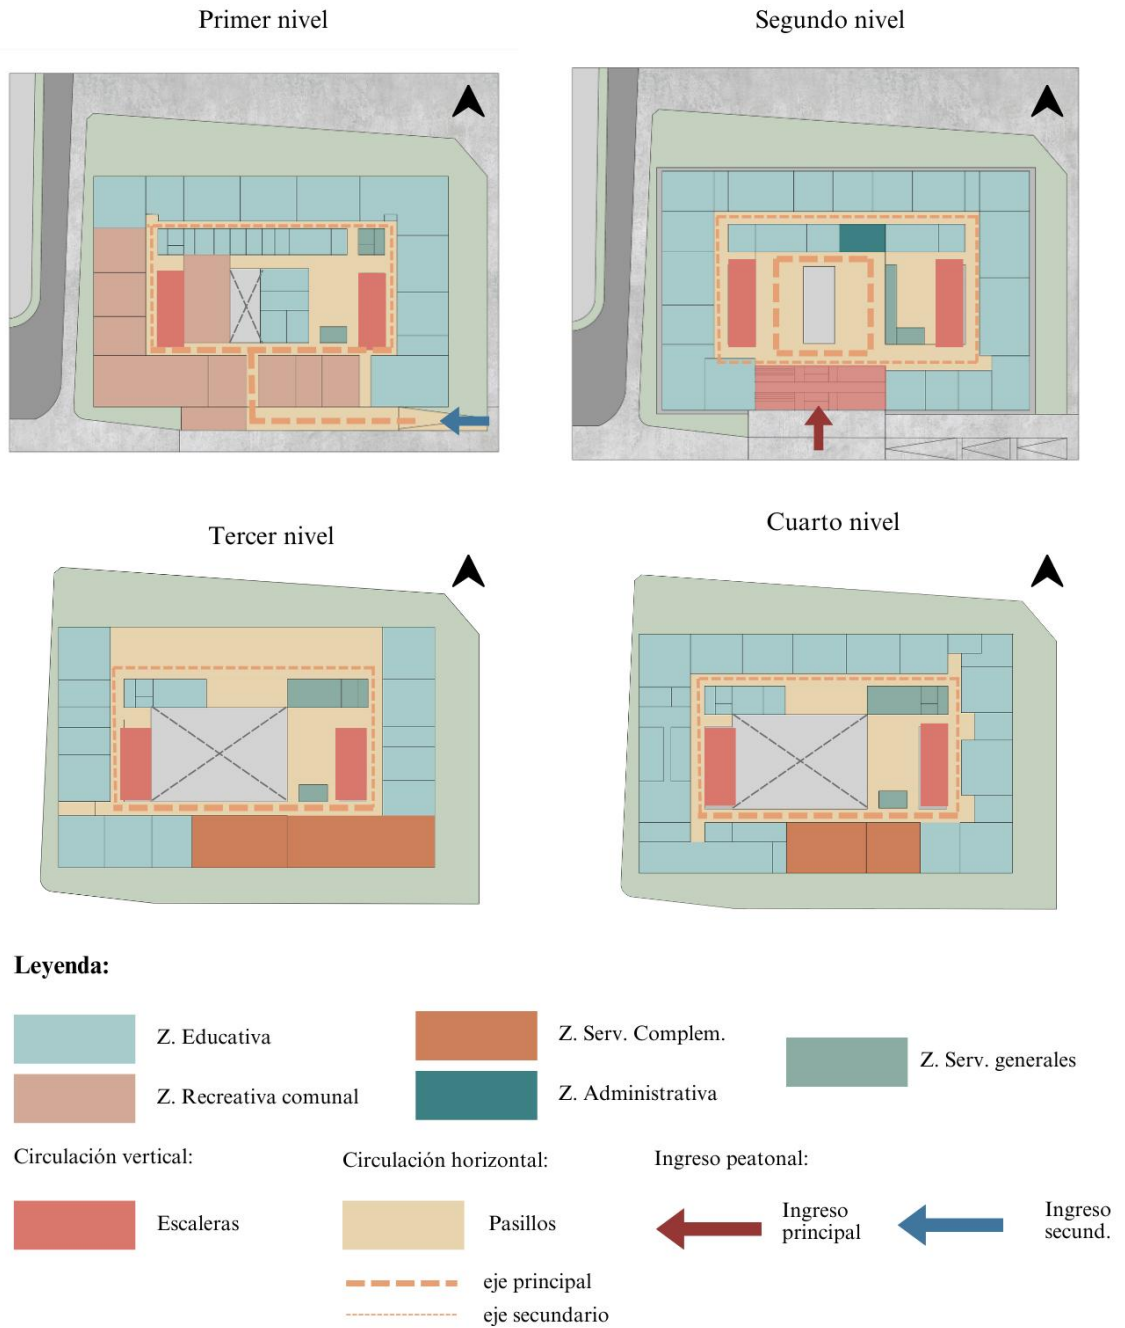 Primer nivel
Segundo nivel
Tercer nivel
Cuarto nivel
Leyenda:
Z. Educativa
Z. Serv. Complem.
Z. Serv. generales
Z. Recreativa comunal
Z. Administrativa
Circulación vertical:
Circulación horizontal:
Ingreso peatonal:
Escaleras
Pasillos
Ingreso
principal
Ingreso
secund.
eje principal
eje secundario